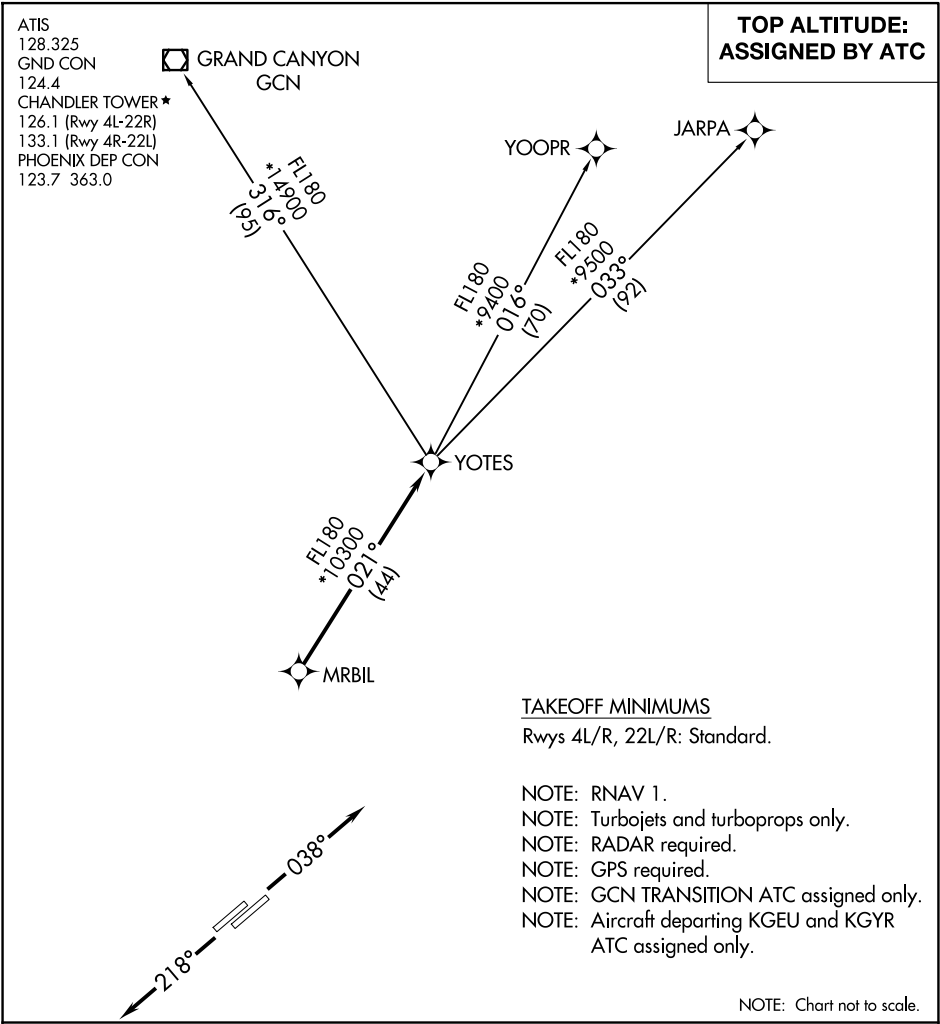 ATIS
128.325
GND CON
124.4
CHANDLER TOWER ★
126.1 (Rwy 4L-22R)
133.1 (Rwy 4R-22L)
PHOENIX DEP CON
123.7 363.0
TOP ALTITUDE:
ASSIGNED BY ATC
GRAND CANYON
GCN
YOOPR
JARPA
FL180
*14900
316°
(95)
FL180
*9400
016°
(70)
FL180
*9500
033°
(92)
YOTES
FL180
*10300
021°
(44)
MRBIL
TAKEOFF MINIMUMS
Rwys 4L/R, 22L/R: Standard.
NOTE: RNAV 1.
NOTE: Turbojets and turboprops only.
NOTE: RADAR required.
NOTE: GPS required.
NOTE: GCN TRANSITION ATC assigned only.
NOTE: Aircraft departing KGEU and KGYR
ATC assigned only.
038°
218°
NOTE: Chart not to scale.